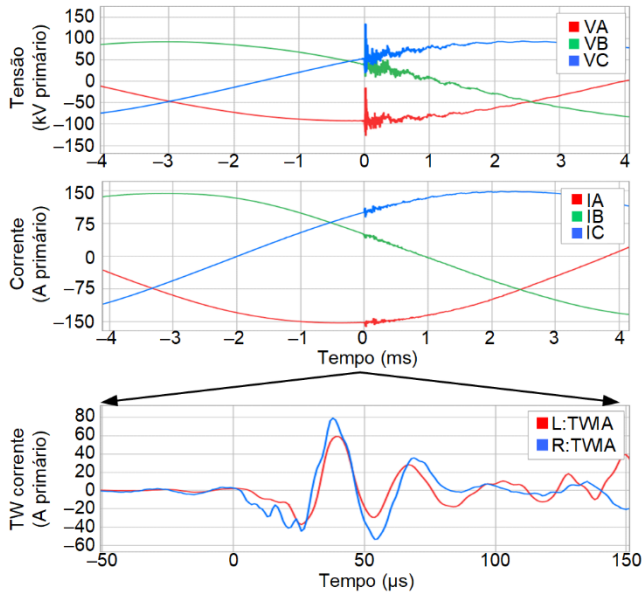 Tensão
(kV primário)
150
100
50
0
–50
–100
150
VA
VB
VC
–4 –3 –2 –1 0 1 2 3 4
Corrente
(A primário)
150
75
0
–75
–150
IA
IB
IC
–4 –3 –2 –1 0 1 2 3 4
Tempo (ms)
TW corrente
(A primário)
80
60
40
20
0
–20
–40
–60
L:TWIA
R:TWIA
–50 0 50 100 150
Tempo (µs)